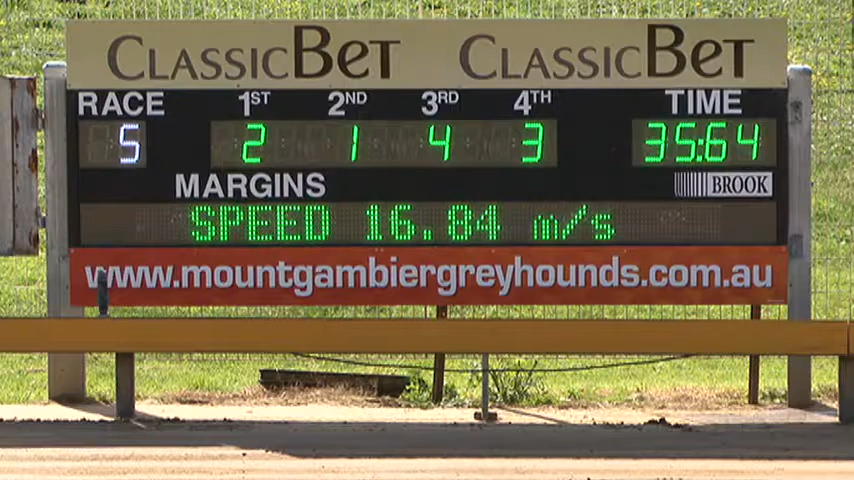 CLASSICBET CLASSICBET
RACE 1ST 2ND 3RD 4TH TIME
5 2 1 4 3 35:64
MARGINS BROOK
SPEED 16.84 m/s
www.mountgambiergreyhounds.com.au